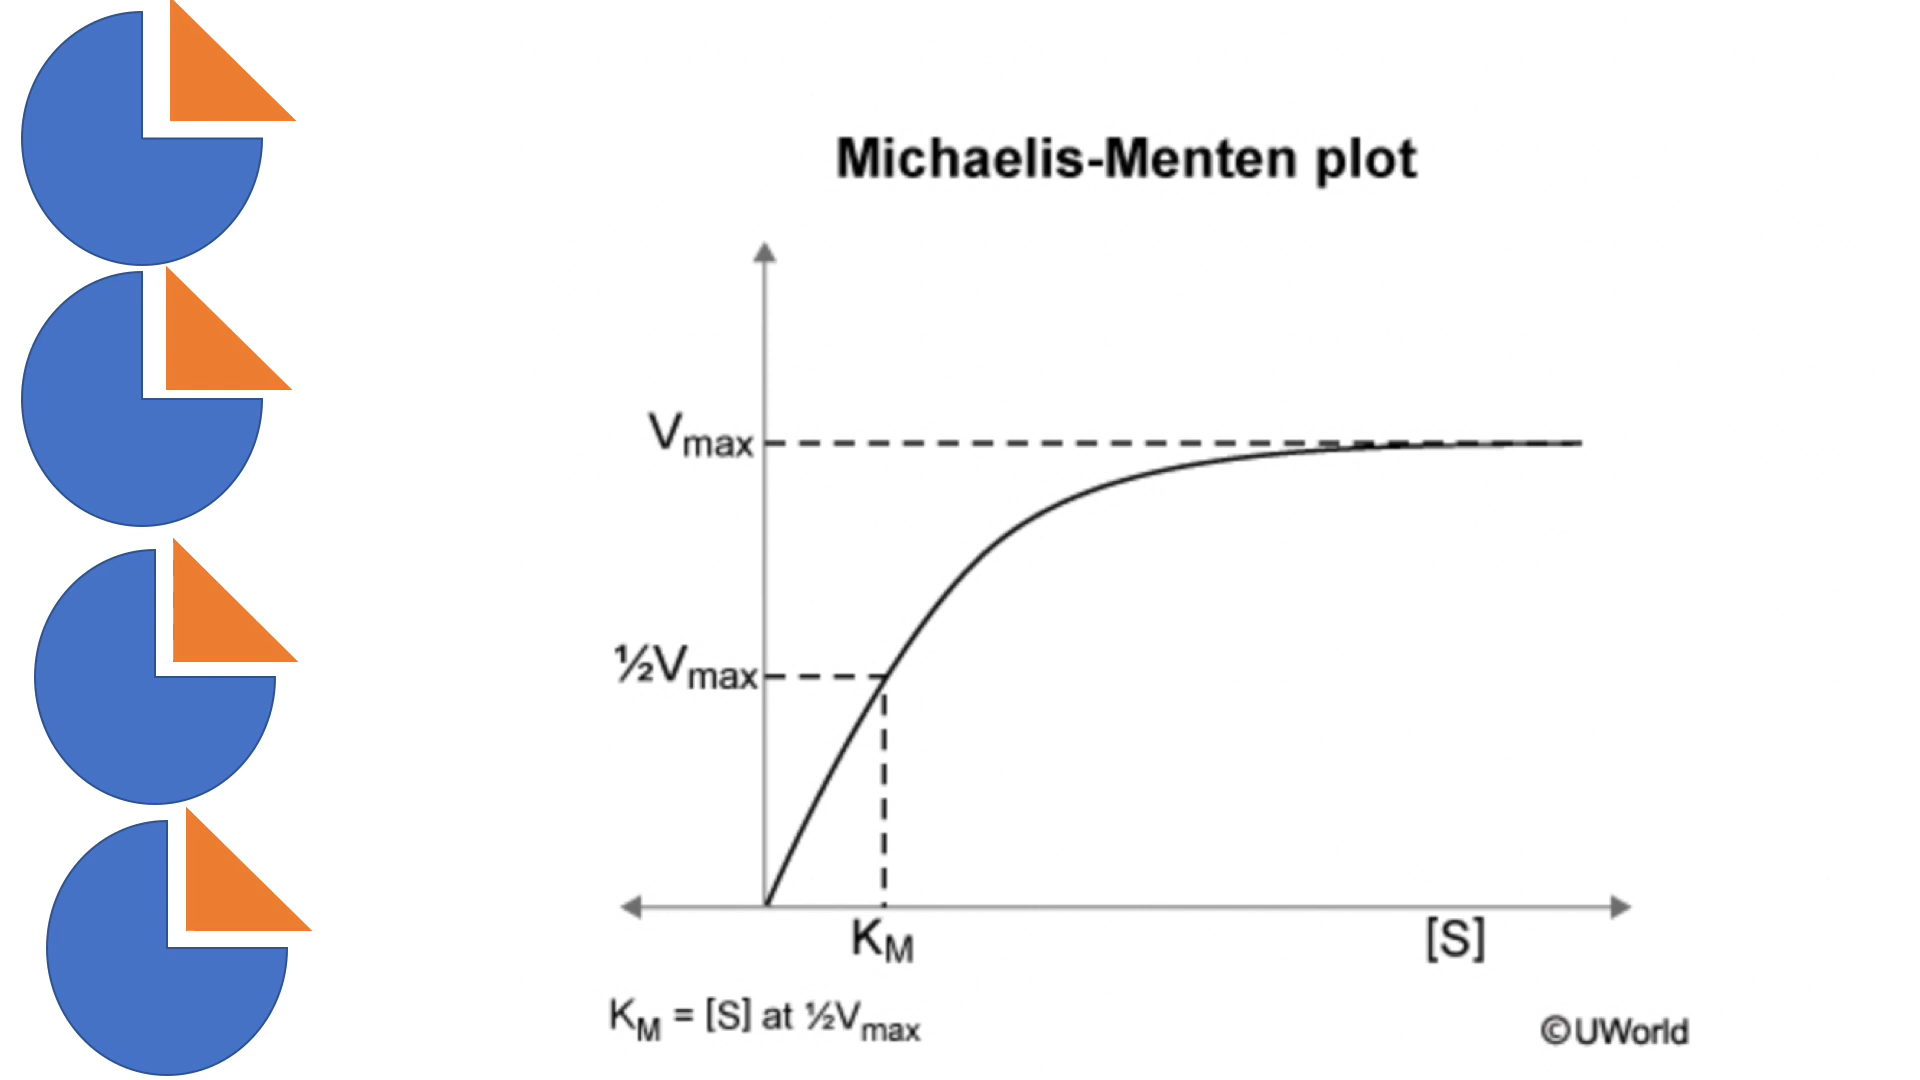 Michaelis-Menten plot
Vmax
½Vmax
KM
[S]
KM = [S] at ½Vmax
©UWorld